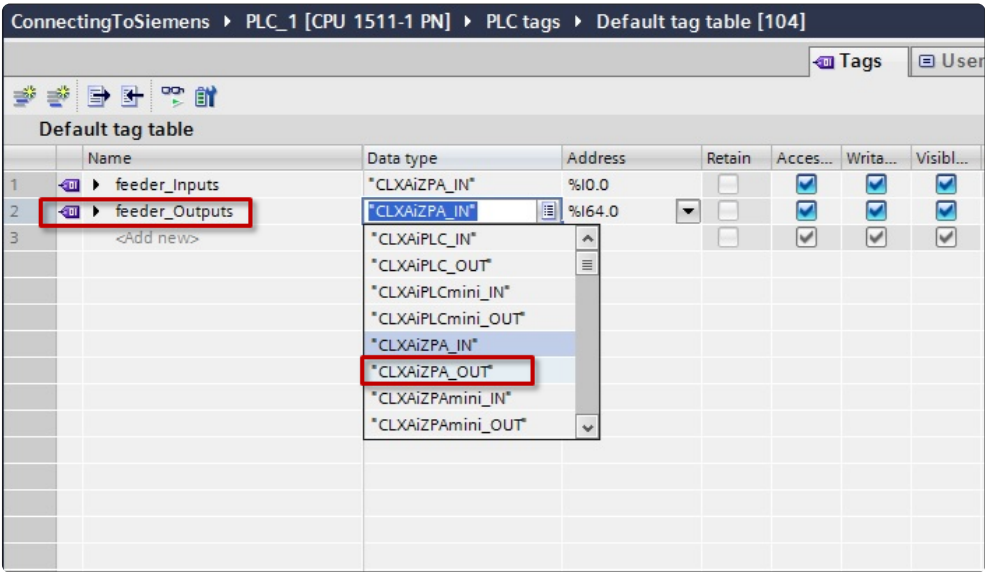 ConnectingToSiemens ▸ PLC_1 [CPU 1511-1 PN] ▸ PLC tags ▸ Default tag table [104]
Tags User
Default tag table
Name Data type Address Retain Acces... Writa... Visibl...
1 feeder_Inputs "CLXAiZPA_IN" %I0.0
2 feeder_Outputs "CLXAiZPA_IN" %I64.0
3 <Add new>
"CLXAiPLC_IN"
"CLXAiPLC_OUT"
"CLXAiPLCmini_IN"
"CLXAiPLCmini_OUT"
"CLXAiZPA_IN"
"CLXAiZPA_OUT"
"CLXAiZPAmini_IN"
"CLXAiZPAmini_OUT"